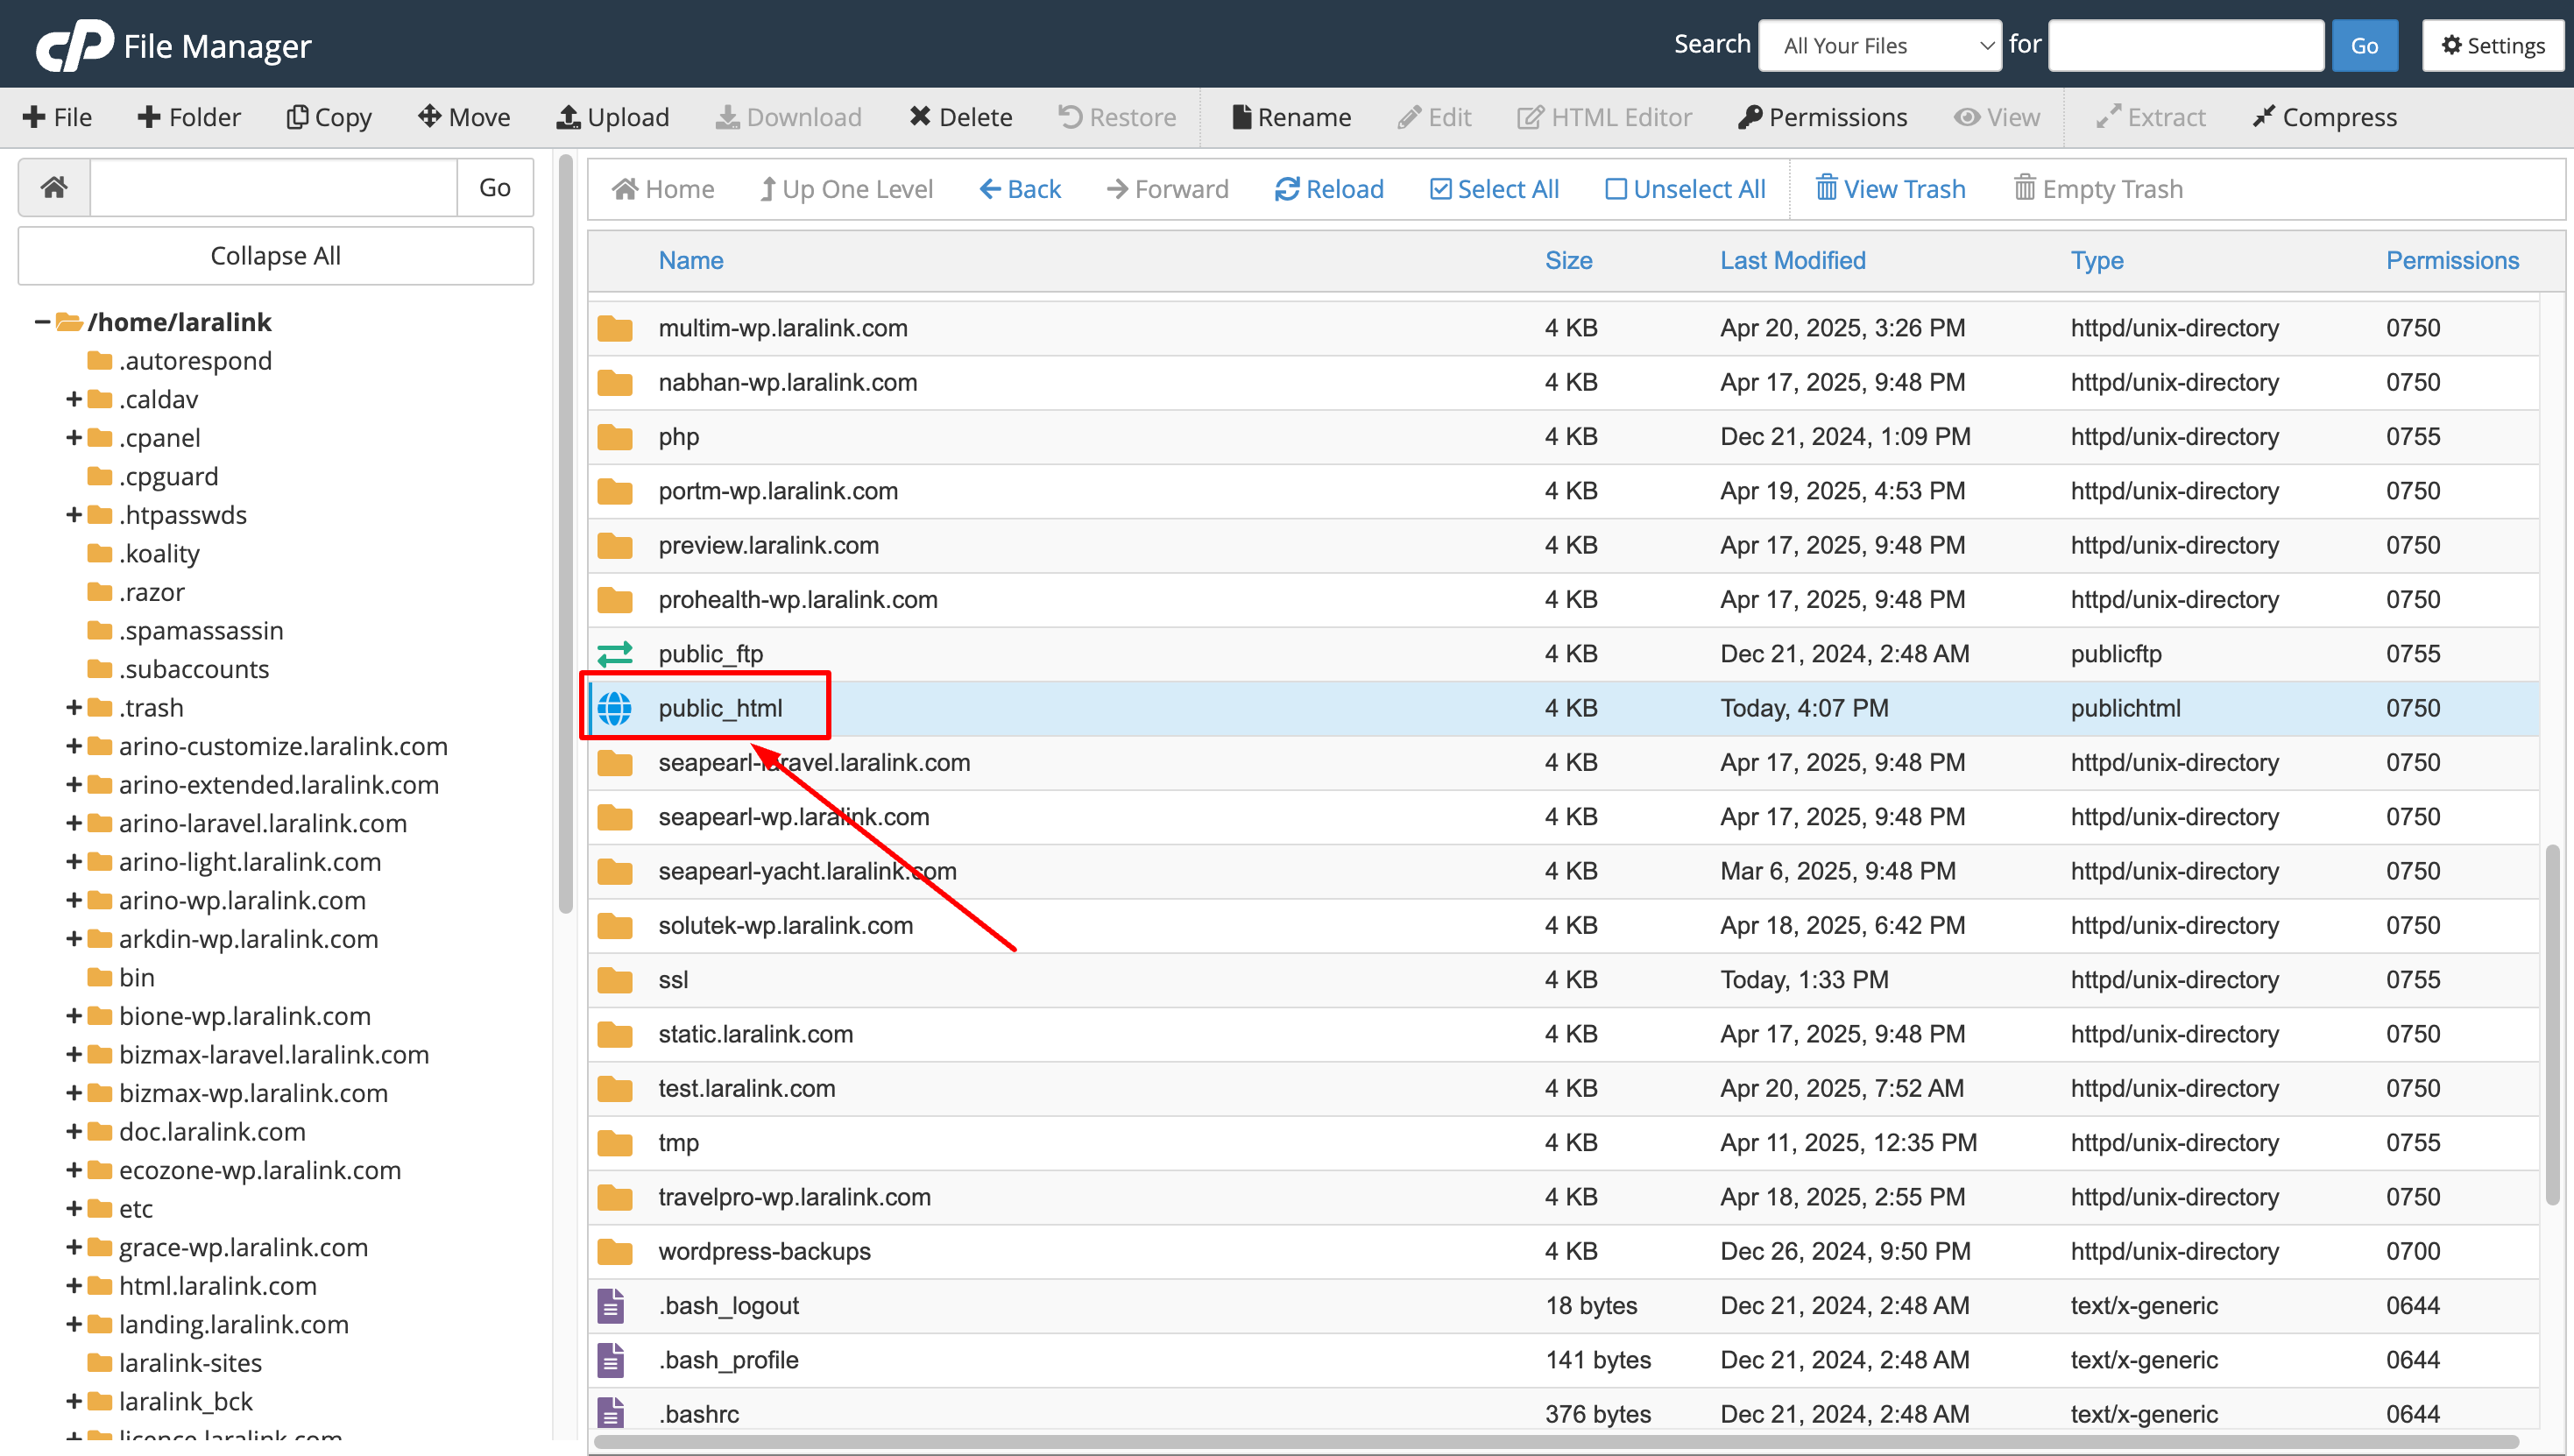 cP File Manager
Search All Your Files for Go Settings
File Folder Copy Move Upload Download Delete Restore Rename Edit HTML Editor Permissions View Extract Compress
Go
Collapse All
/home/laralink
.autorespond
.caldav
.cpanel
.cpguard
.htpasswds
.koality
.razor
.spamassassin
.subaccounts
.trash
arino-customize.laralink.com
arino-extended.laralink.com
arino-laravel.laralink.com
arino-light.laralink.com
arino-wp.laralink.com
arkdin-wp.laralink.com
bin
bione-wp.laralink.com
bizmax-laravel.laralink.com
bizmax-wp.laralink.com
doc.laralink.com
ecozone-wp.laralink.com
etc
grace-wp.laralink.com
html.laralink.com
landing.laralink.com
laralink-sites
laralink_bck
licence.laralink.com
Home Up One Level Back Forward Reload Select All Unselect All View Trash Empty Trash
Name Size Last Modified Type Permissions
multim-wp.laralink.com 4 KB Apr 20, 2025, 3:26 PM httpd/unix-directory 0750
nabhan-wp.laralink.com 4 KB Apr 17, 2025, 9:48 PM httpd/unix-directory 0750
php 4 KB Dec 21, 2024, 1:09 PM httpd/unix-directory 0755
portm-wp.laralink.com 4 KB Apr 19, 2025, 4:53 PM httpd/unix-directory 0750
preview.laralink.com 4 KB Apr 17, 2025, 9:48 PM httpd/unix-directory 0750
prohealth-wp.laralink.com 4 KB Apr 17, 2025, 9:48 PM httpd/unix-directory 0750
public_ftp 4 KB Dec 21, 2024, 2:48 AM publicftp 0755
public_html 4 KB Today, 4:07 PM publichtml 0750
seapearl-laravel.laralink.com 4 KB Apr 17, 2025, 9:48 PM httpd/unix-directory 0750
seapearl-wp.laralink.com 4 KB Apr 17, 2025, 9:48 PM httpd/unix-directory 0750
seapearl-yacht.laralink.com 4 KB Mar 6, 2025, 9:48 PM httpd/unix-directory 0750
solutek-wp.laralink.com 4 KB Apr 18, 2025, 6:42 PM httpd/unix-directory 0750
ssl 4 KB Today, 1:33 PM httpd/unix-directory 0755
static.laralink.com 4 KB Apr 17, 2025, 9:48 PM httpd/unix-directory 0750
test.laralink.com 4 KB Apr 20, 2025, 7:52 AM httpd/unix-directory 0750
tmp 4 KB Apr 11, 2025, 12:35 PM httpd/unix-directory 0755
travelpro-wp.laralink.com 4 KB Apr 18, 2025, 2:55 PM httpd/unix-directory 0750
wordpress-backups 4 KB Dec 26, 2024, 9:50 PM httpd/unix-directory 0700
.bash_logout 18 bytes Dec 21, 2024, 2:48 AM text/x-generic 0644
.bash_profile 141 bytes Dec 21, 2024, 2:48 AM text/x-generic 0644
.bashrc 376 bytes Dec 21, 2024, 2:48 AM text/x-generic 0644